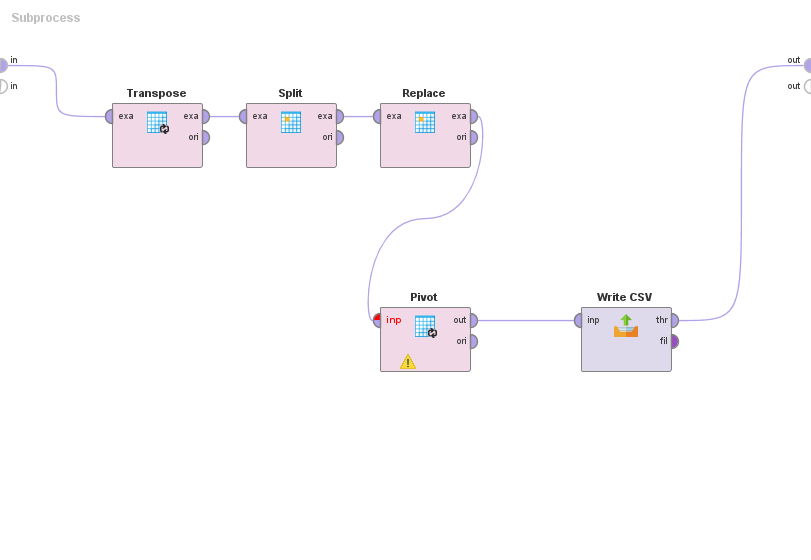 Subprocess
in
in
out
out
Transpose
exa
exa
ori
Split
exa
exa
ori
Replace
exa
exa
ori
Pivot
inp
out
ori
Write CSV
inp
thr
fil